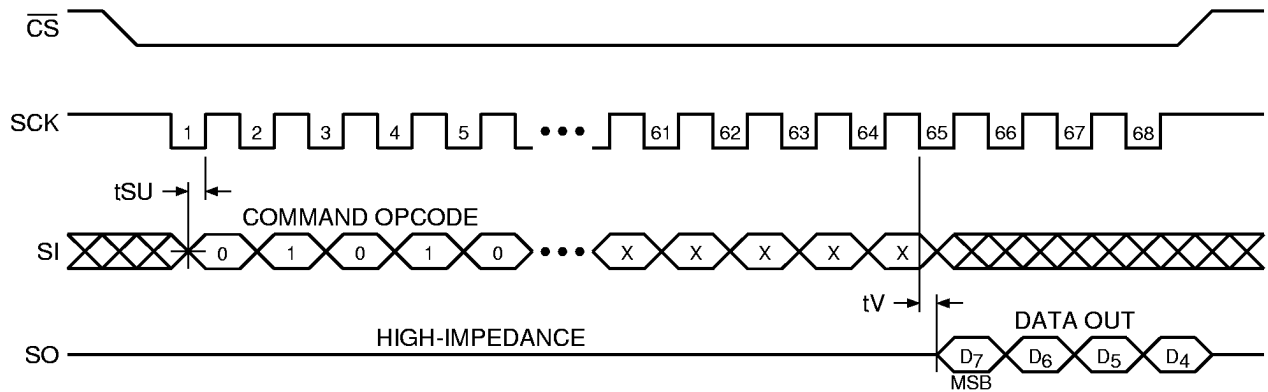 CS
SCK 1 2 3 4 5 ••• 61 62 63 64 65 66 67 68
tSU
COMMAND OPCODE
SI 0 1 0 1 0 ••• X X X X X
tV
HIGH-IMPEDANCE DATA OUT
SO D7 D6 D5 D4
MSB